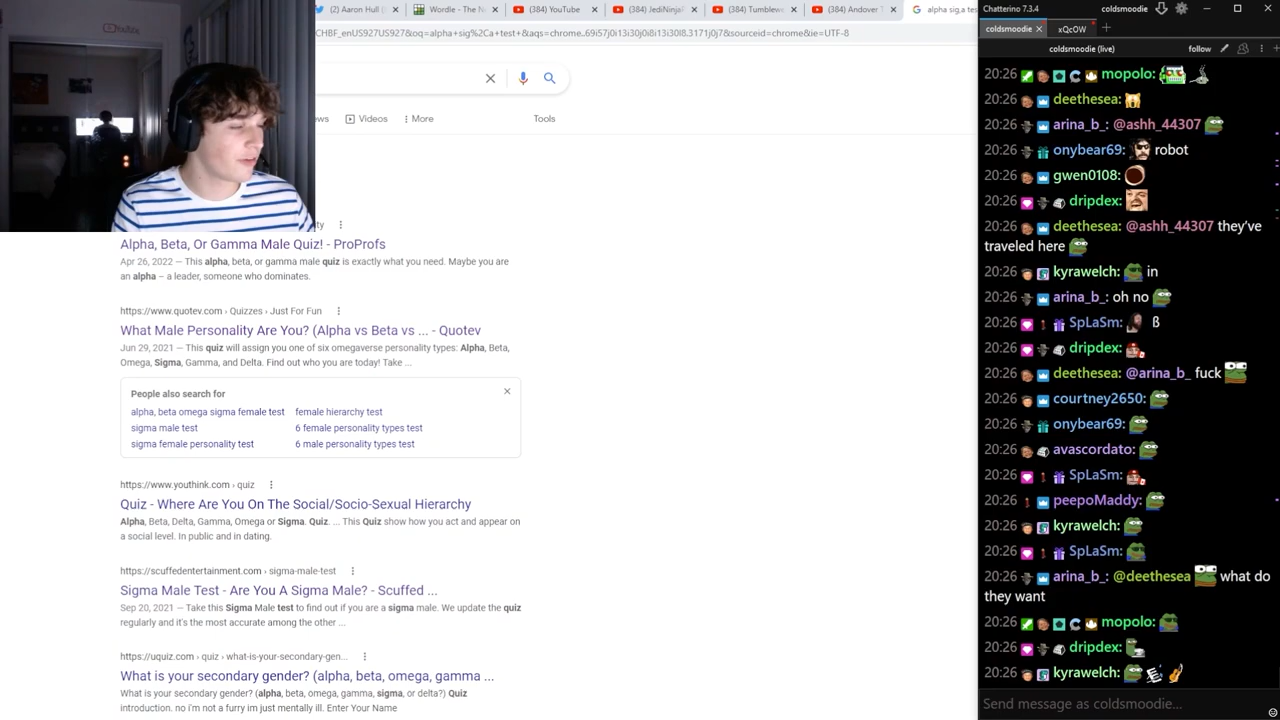 (2) Aaron Hull (
Wordle - The N
(384) YouTube
(384) JediNinja
(384) Tumblewe
(384) Andover T
alpha sig,a test
CHBF_enUS927US927&oq=alpha+sig%2Ca+test+&aqs=chrome..69i57j0i13i30j0i8i13i30l8.3171j0j7&sourceid=chrome&ie=UTF-8
ews
Videos
More
Tools
ty
Alpha, Beta, Or Gamma Male Quiz! - ProProfs
Apr 26, 2022 — This alpha, beta, or gamma male quiz is exactly what you need. Maybe you are
an alpha – a leader, someone who dominates.
https://www.quotev.com › Quizzes › Just For Fun
What Male Personality Are You? (Alpha vs Beta vs ... - Quotev
Jun 29, 2021 — This quiz will assign you one of six omegaverse personality types: Alpha, Beta,
Omega, Sigma, Gamma, and Delta. Find out who you are today! Take ...
People also search for
alpha, beta omega sigma female test
female hierarchy test
sigma male test
6 female personality types test
sigma female personality test
6 male personality types test
https://www.youthink.com › quiz
Quiz - Where Are You On The Social/Socio-Sexual Hierarchy
Alpha, Beta, Delta, Gamma, Omega or Sigma. Quiz. ... This Quiz show how you act and appear on
a social level. In public and in dating.
https://scuffedentertainment.com › sigma-male-test
Sigma Male Test - Are You A Sigma Male? - Scuffed ...
Sep 20, 2021 — Take this Sigma Male test to find out if you are a sigma male. We update the quiz
regularly and it's the most accurate among the other ...
https://uquiz.com › quiz › what-is-your-secondary-gen...
What is your secondary gender? (alpha, beta, omega, gamma ...
What is your secondary gender? (alpha, beta, omega, gamma, sigma, or delta?) Quiz
introduction. no i'm not a furry im just mentally ill. Enter Your Name
Chatterino 7.3.4
coldsmoodie
coldsmoodie
xQcOW
coldsmoodie (live)
follow
20:26 mopolo:
20:26 deethesea:
20:26 arina_b_: @ashh_44307
20:26 onybear69: robot
20:26 gwen0108:
20:26 dripdex:
20:26 deethesea: @ashh_44307 they've
traveled here
20:26 kyrawelch: in
20:26 arina_b_: oh no
20:26 SpLaSm: ß
20:26 dripdex:
20:26 deethesea: @arina_b_ fuck
20:26 courtney2650:
20:26 onybear69:
20:26 avascordato:
20:26 SpLaSm:
20:26 peepoMaddy:
20:26 kyrawelch:
20:26 SpLaSm:
20:26 arina_b_: @deethesea what do
they want
20:26 mopolo:
20:26 dripdex:
20:26 kyrawelch:
Send message as coldsmoodie...